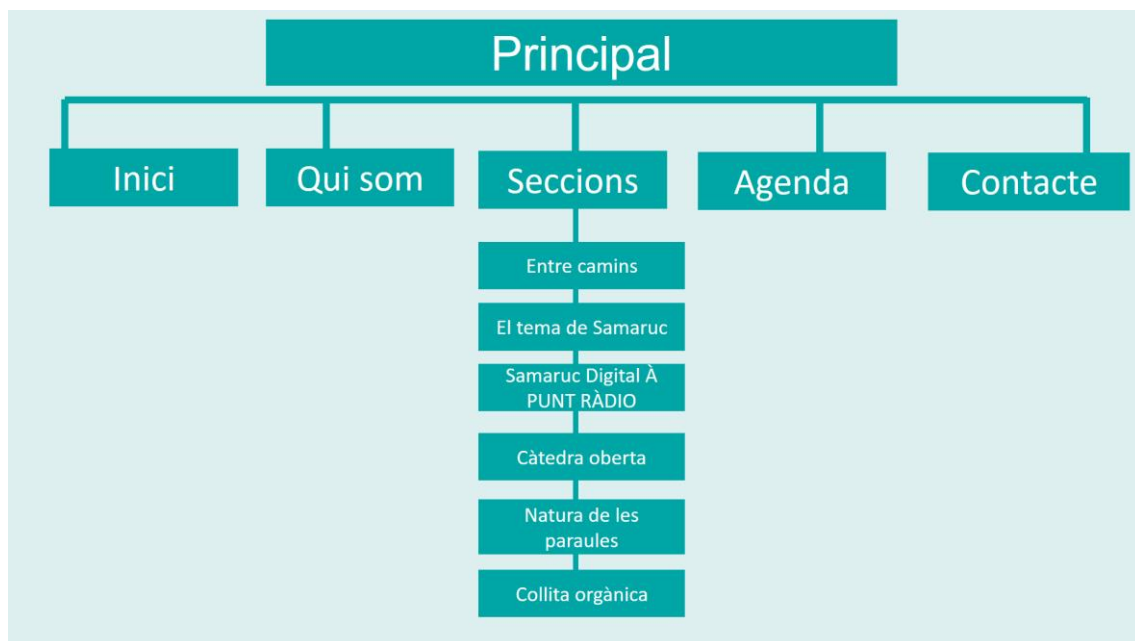 Principal
Inici
Qui som
Seccions
Agenda
Contacte
Entre camins
El tema de Samaruc
Samaruc Digital À
PUNT RÀDIO
Càtedra oberta
Natura de les
paraules
Collita orgànica